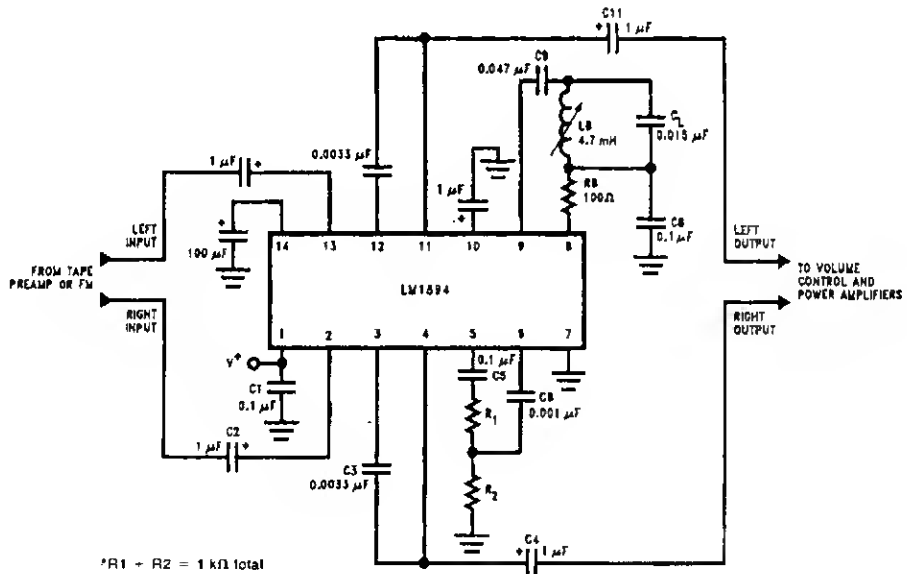 C11
1 µF
C9
0.047 µF
L8
4.7 mH
C
L
0.015 µF
R8
100Ω
C6
0.1 µF
1 µF
0.0033 µF
1 µF
100 µF
LEFT
INPUT
FROM TAPE
PREAMP OR FM
RIGHT
INPUT
14 13 12 11 10 9 8
LM1894
1 2 3 4 5 6 7
LEFT
OUTPUT
TO VOLUME
CONTROL AND
POWER AMPLIFIERS
RIGHT
OUTPUT
V+
C1
0.1 µF
0.1 µF
C5
C8
0.001 µF
R1
R2
C2
1 µF
C3
0.0033 µF
C4
1 µF
*R1 + R2 = 1 kΩ total